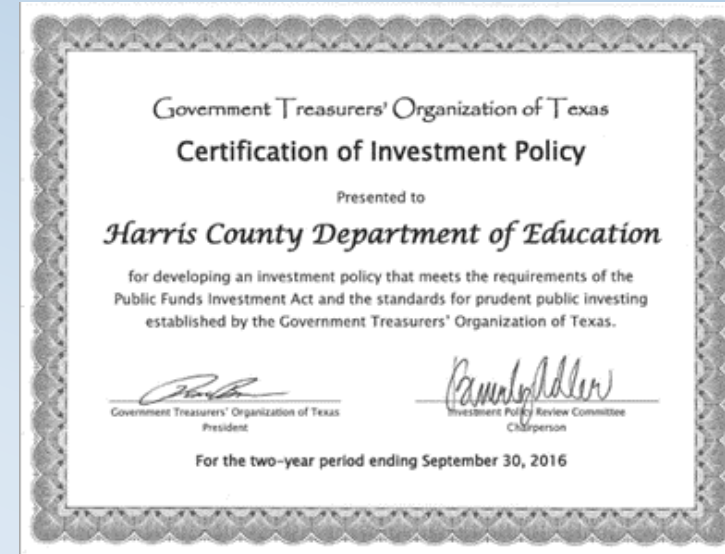 Government Treasurers' Organization of Texas
Certification of Investment Policy
Presented to
Harris County Department of Education
for developing an investment policy that meets the requirements of the
Public Funds Investment Act and the standards for prudent public investing
established by the Government Treasurers' Organization of Texas.
Beverly Adler
Government Treasurers' Organization of Texas
President
Investment Policy Review Committee
Chairperson
For the two-year period ending September 30, 2016